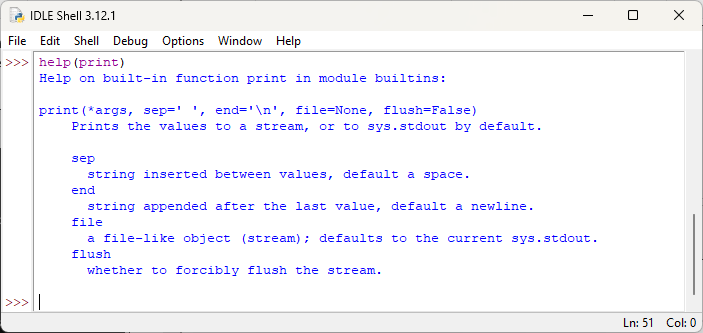 IDLE Shell 3.12.1
File Edit Shell Debug Options Window Help
>>> help(print)
Help on built-in function print in module builtins:

print(*args, sep=' ', end='\n', file=None, flush=False)
    Prints the values to a stream, or to sys.stdout by default.

    sep
      string inserted between values, default a space.
    end
      string appended after the last value, default a newline.
    file
      a file-like object (stream); defaults to the current sys.stdout.
    flush
      whether to forcibly flush the stream.

>>>
Ln: 51 Col: 0